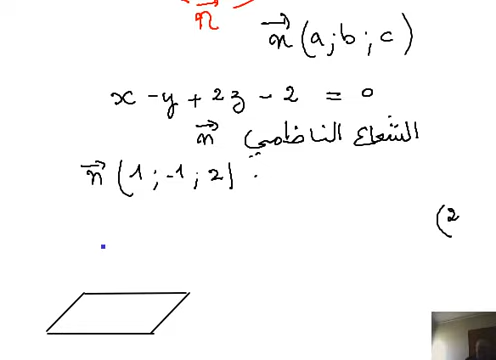 n⃗
n⃗ (a ; b ; c)
x - y + 2z - 2 = 0
الشعاع الناظمي n⃗
: n⃗ (1 ; -1 ; 2)
(2